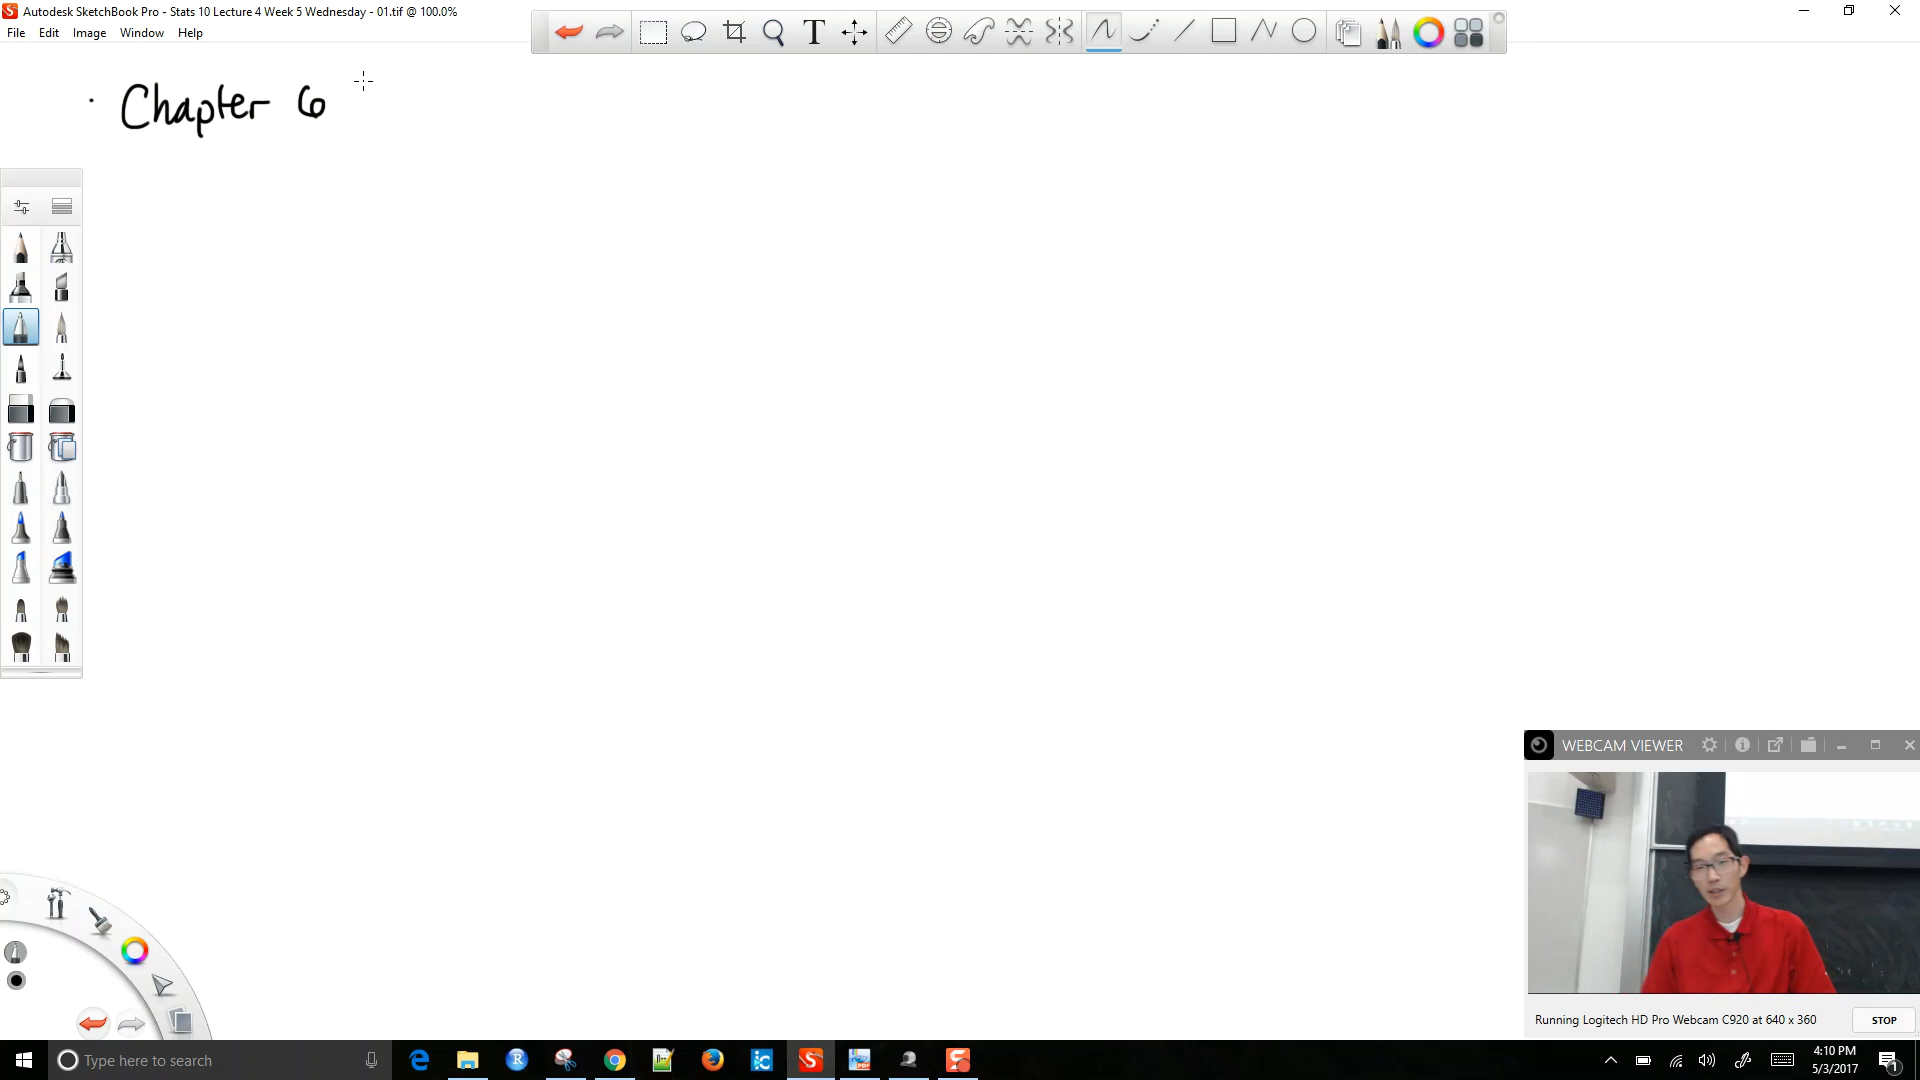 Autodesk SketchBook Pro - Stats 10 Lecture 4 Week 5 Wednesday - 01.tif @ 100.0%
File Edit Image Window Help
T
· Chapter 6
WEBCAM VIEWER
Running Logitech HD Pro Webcam C920 at 640 x 360 STOP
Type here to search
4:10 PM
5/3/2017